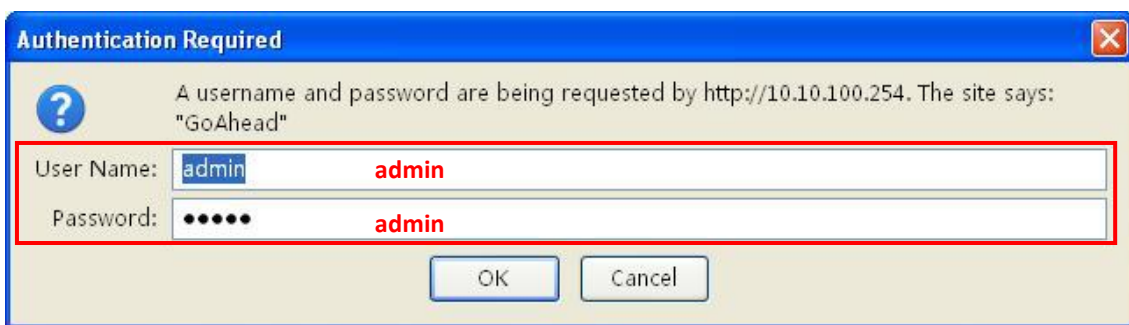 Authentication Required
A username and password are being requested by http://10.10.100.254. The site says:
"GoAhead"
User Name: admin admin
Password: ••••• admin
OK Cancel